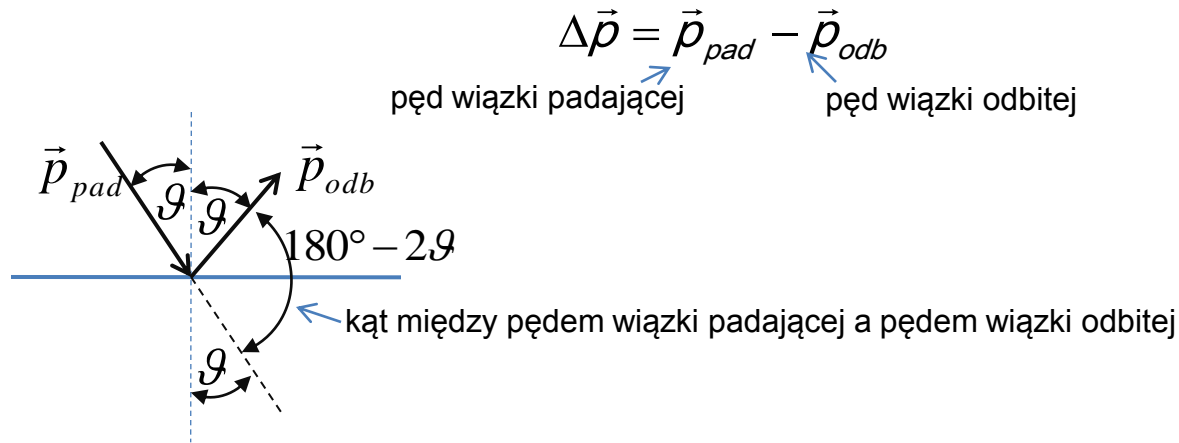 Δp⃗ = p⃗ pad − p⃗ odb
pęd wiązki padającej
pęd wiązki odbitej
p⃗ pad
p⃗ odb
ϑ
ϑ
180° − 2ϑ
kąt między pędem wiązki padającej a pędem wiązki odbitej
ϑ